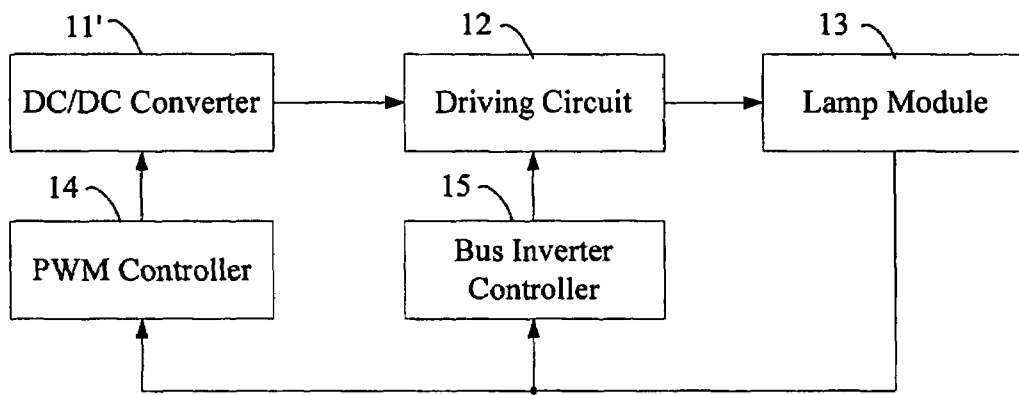 11'
12
13
DC/DC Converter
Driving Circuit
Lamp Module
14
15
PWM Controller
Bus Inverter
Controller